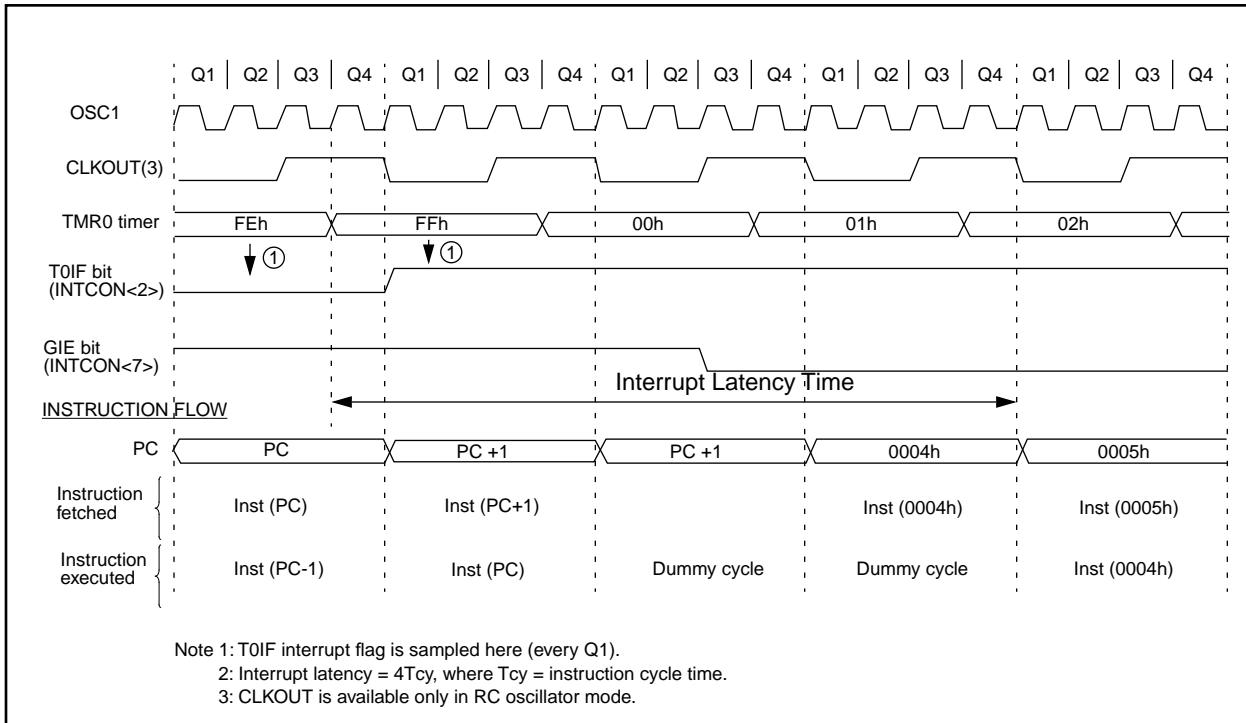 Q1 Q2 Q3 Q4 Q1 Q2 Q3 Q4 Q1 Q2 Q3 Q4 Q1 Q2 Q3 Q4 Q1 Q2 Q3 Q4
OSC1
CLKOUT(3)
TMR0 timer FEh FFh 00h 01h 02h
1 1
T0IF bit
(INTCON<2>)
GIE bit
(INTCON<7>)
Interrupt Latency Time
INSTRUCTION FLOW
PC PC PC +1 PC +1 0004h 0005h
Instruction
fetched
Inst (PC) Inst (PC+1) Inst (0004h) Inst (0005h)
Instruction
executed
Inst (PC-1) Inst (PC) Dummy cycle Dummy cycle Inst (0004h)
Note 1: T0IF interrupt flag is sampled here (every Q1).
2: Interrupt latency = 4Tcy, where Tcy = instruction cycle time.
3: CLKOUT is available only in RC oscillator mode.